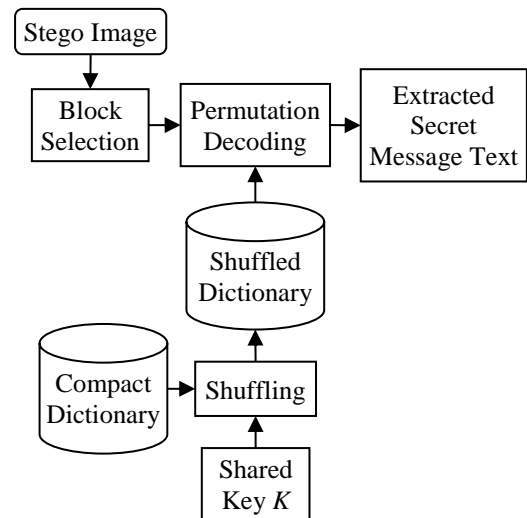 Stego Image
Block
Selection
Permutation
Decoding
Extracted
Secret
Message Text
Shuffled
Dictionary
Compact
Dictionary
Shuffling
Shared
Key K